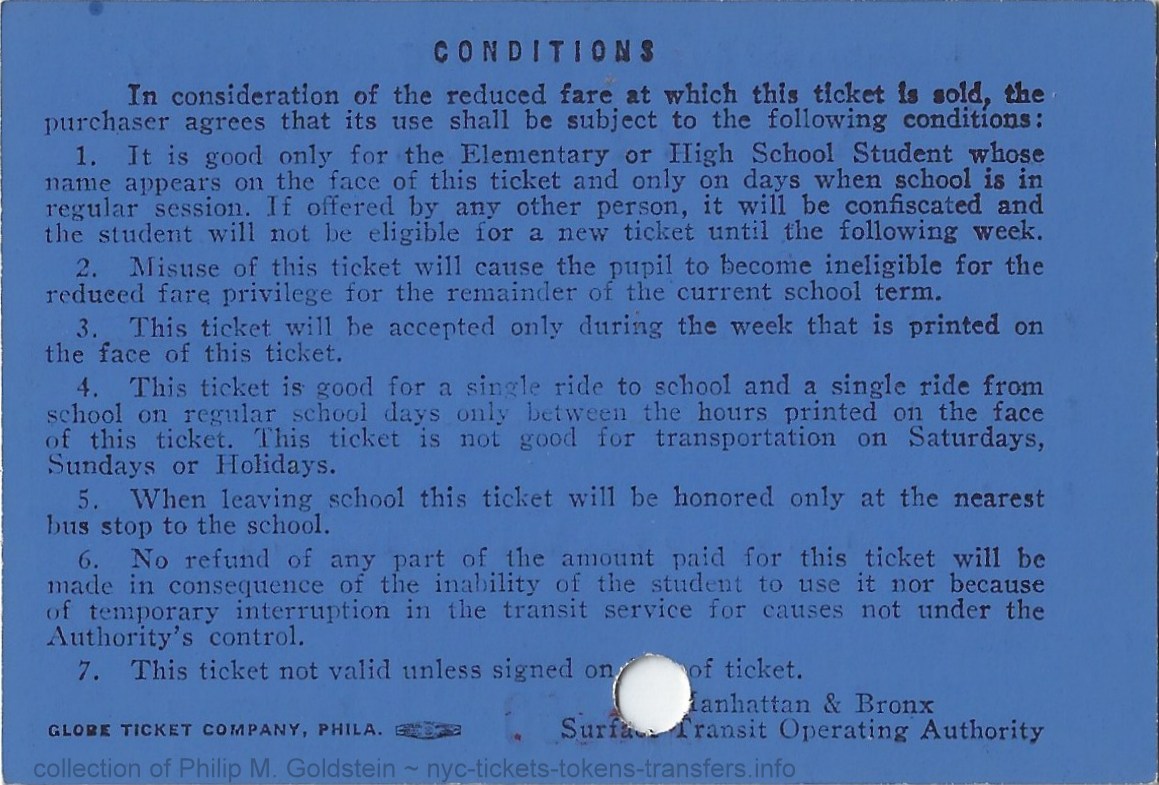 CONDITIONS
In consideration of the reduced fare at which this ticket is sold, the
purchaser agrees that its use shall be subject to the following conditions:
1. It is good only for the Elementary or High School Student whose
name appears on the face of this ticket and only on days when school is in
regular session. If offered by any other person, it will be confiscated and
the student will not be eligible for a new ticket until the following week.
2. Misuse of this ticket will cause the pupil to become ineligible for the
reduced fare privilege for the remainder of the current school term.
3. This ticket will be accepted only during the week that is printed on
the face of this ticket.
4. This ticket is good for a single ride to school and a single ride from
school on regular school days only between the hours printed on the face
of this ticket. This ticket is not good for transportation on Saturdays,
Sundays or Holidays.
5. When leaving school this ticket will be honored only at the nearest
bus stop to the school.
6. No refund of any part of the amount paid for this ticket will be
made in consequence of the inability of the student to use it nor because
of temporary interruption in the transit service for causes not under the
Authority's control.
7. This ticket not valid unless signed on of ticket.
Manhattan & Bronx
Surface Transit Operating Authority
GLOBE TICKET COMPANY, PHILA.
collection of Philip M. Goldstein ~ nyc-tickets-tokens-transfers.info